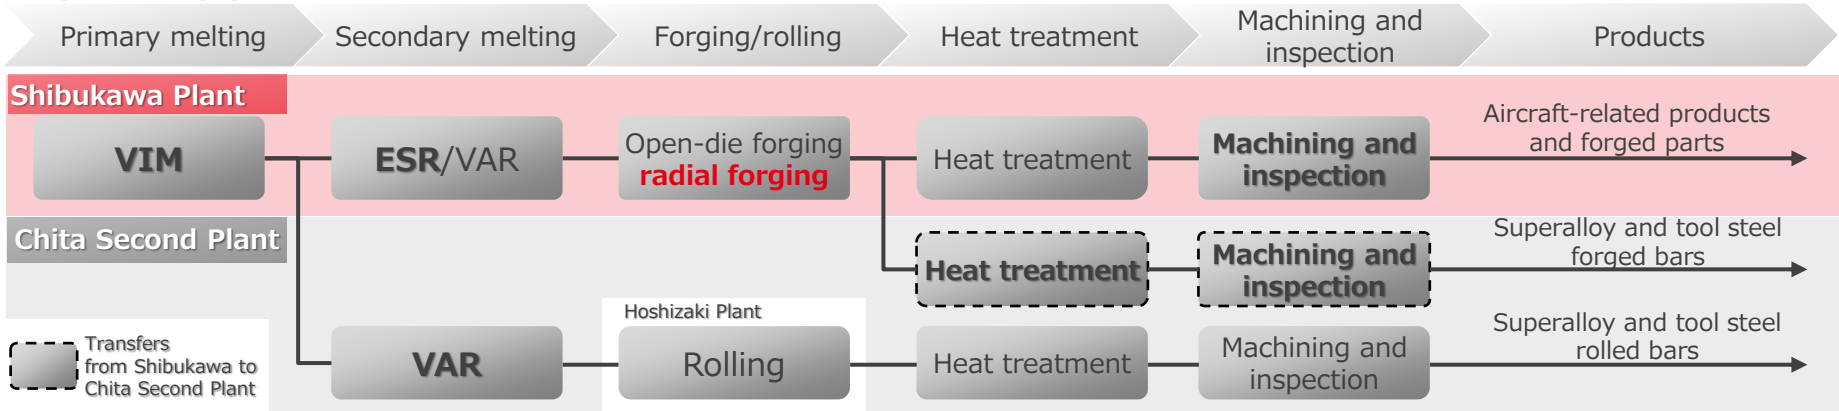 Primary melting
Secondary melting
Forging/rolling
Heat treatment
Machining and
inspection
Products
Shibukawa Plant
VIM
ESR/VAR
Open-die forging
radial forging
Heat treatment
Machining and
inspection
Aircraft-related products
and forged parts
Chita Second Plant
Heat treatment
Machining and
inspection
Superalloy and tool steel
forged bars
Hoshizaki Plant
VAR
Rolling
Heat treatment
Machining and
inspection
Superalloy and tool steel
rolled bars
Transfers
from Shibukawa to
Chita Second Plant